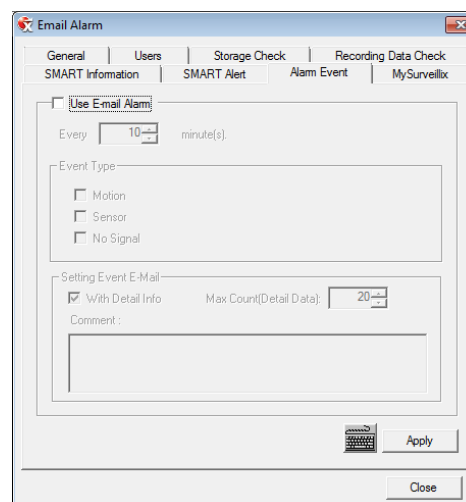 Email Alarm
General Users Storage Check Recording Data Check
SMART Information SMART Alert Alarm Event MySurveillix
Use E-mail Alarm
Every 10 minute(s).
Event Type
Motion
Sensor
No Signal
Setting Event E-Mail
With Detail Info Max Count(Detail Data): 20
Comment :
Apply
Close